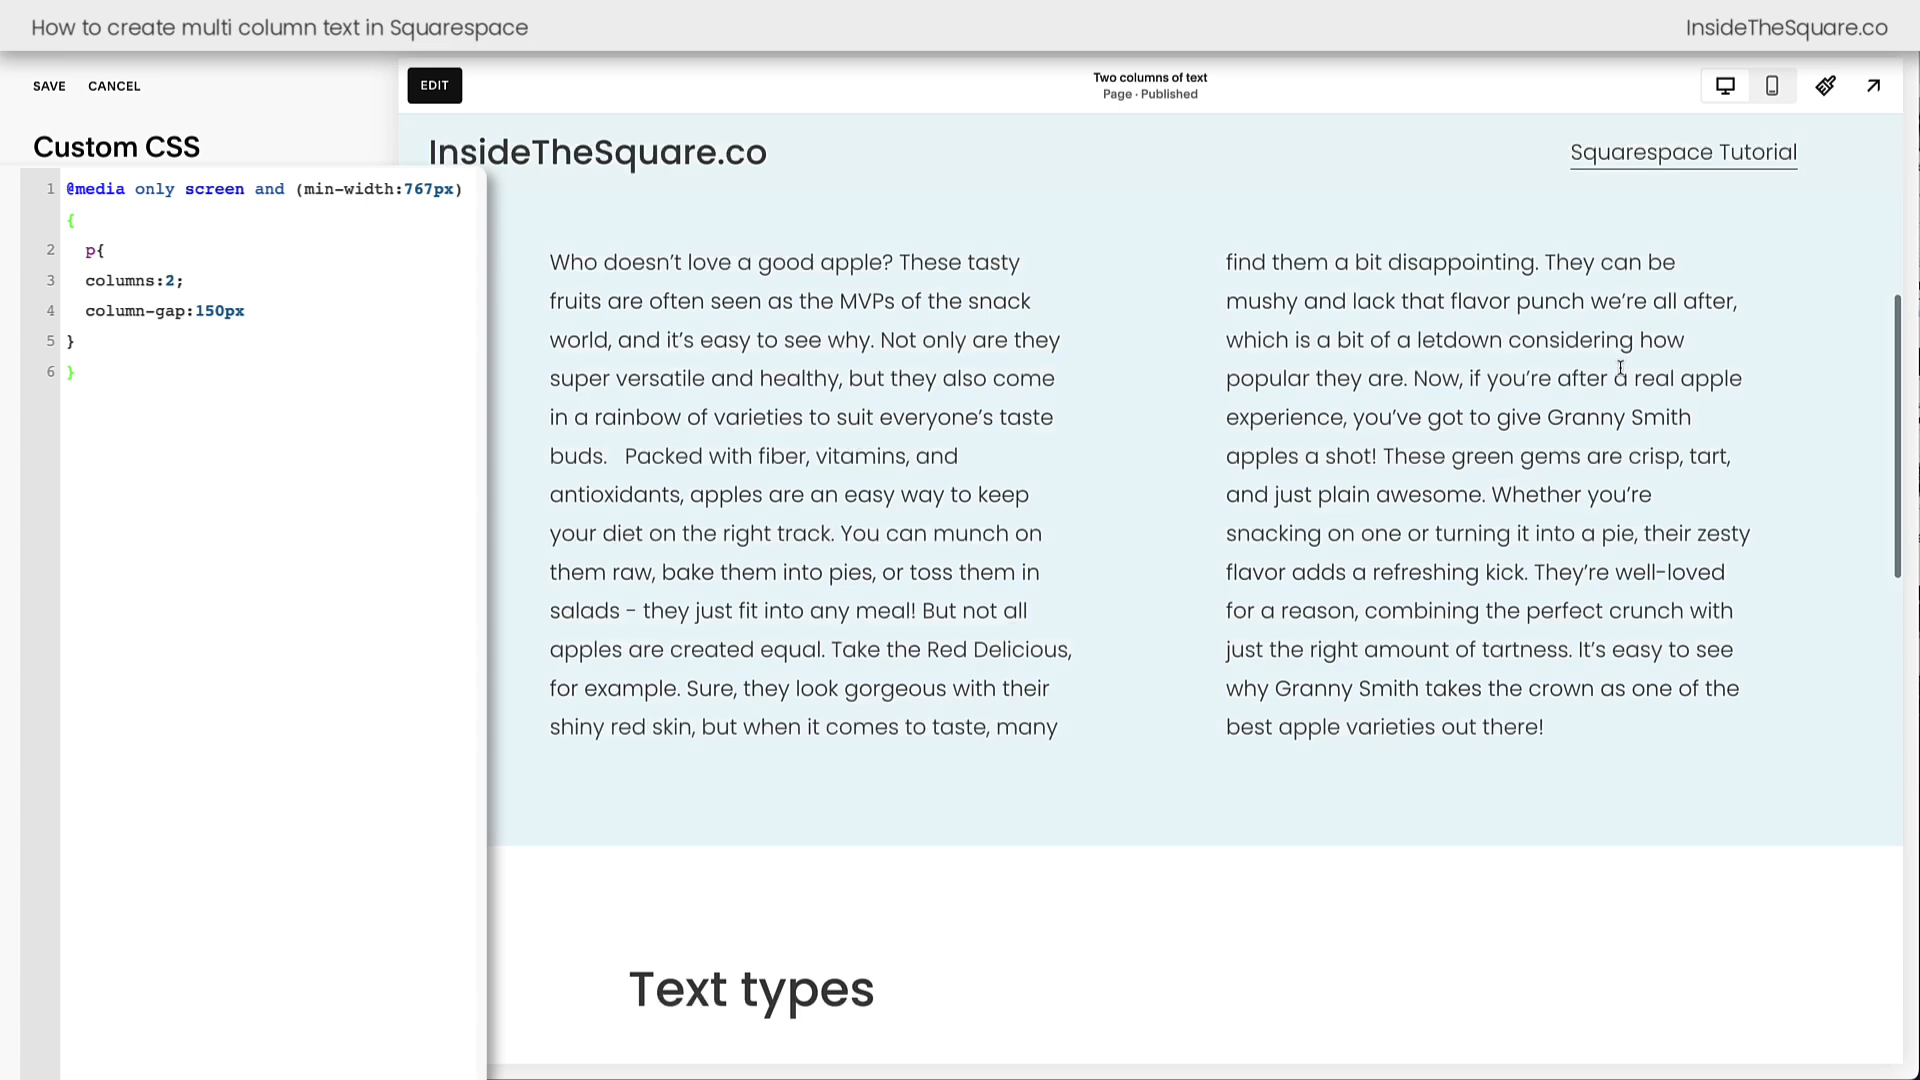 How to create multi column text in Squarespace
InsideTheSquare.co
SAVE CANCEL
EDIT
Two columns of text
Page · Published
Custom CSS
1 @media only screen and (min-width:767px)
{
2 p{
3 columns:2;
4 column-gap:150px
5 }
6 }
InsideTheSquare.co
Squarespace Tutorial
Who doesn’t love a good apple? These tasty
fruits are often seen as the MVPs of the snack
world, and it’s easy to see why. Not only are they
super versatile and healthy, but they also come
in a rainbow of varieties to suit everyone’s taste
buds.   Packed with fiber, vitamins, and
antioxidants, apples are an easy way to keep
your diet on the right track. You can munch on
them raw, bake them into pies, or toss them in
salads - they just fit into any meal! But not all
apples are created equal. Take the Red Delicious,
for example. Sure, they look gorgeous with their
shiny red skin, but when it comes to taste, many
find them a bit disappointing. They can be
mushy and lack that flavor punch we’re all after,
which is a bit of a letdown considering how
popular they are. Now, if you’re after a real apple
experience, you’ve got to give Granny Smith
apples a shot! These green gems are crisp, tart,
and just plain awesome. Whether you’re
snacking on one or turning it into a pie, their zesty
flavor adds a refreshing kick. They’re well-loved
for a reason, combining the perfect crunch with
just the right amount of tartness. It’s easy to see
why Granny Smith takes the crown as one of the
best apple varieties out there!
Text types